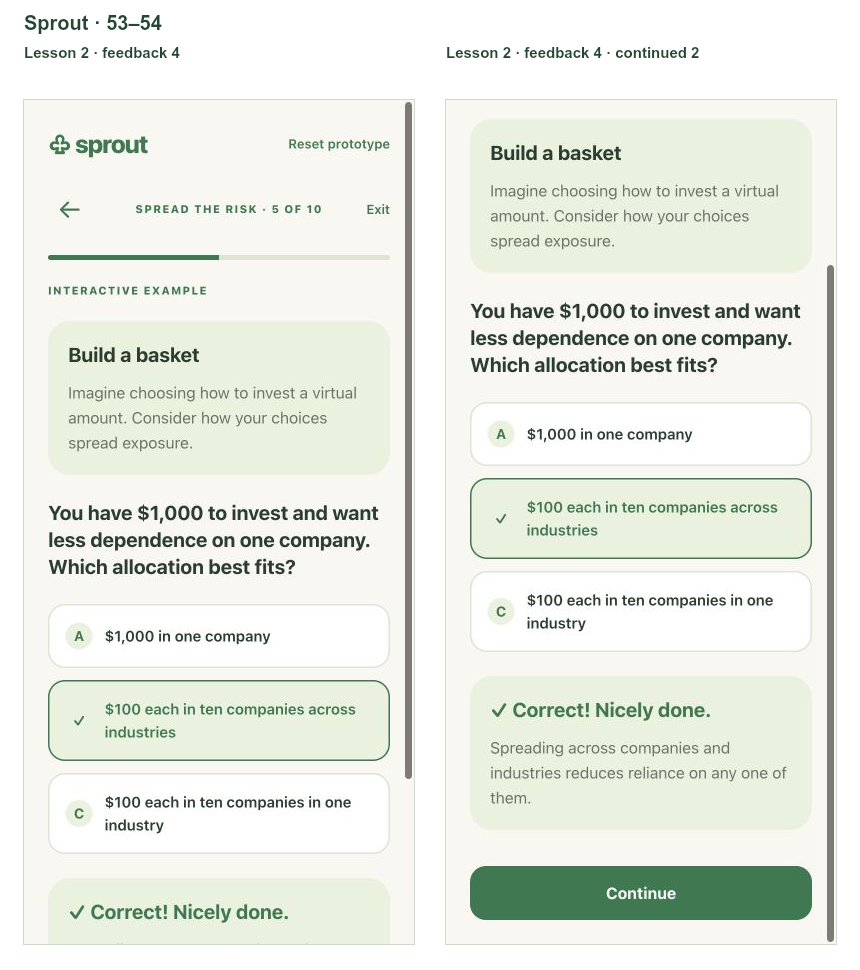 Sprout · 53–54
Lesson 2 · feedback 4
sprout
Reset prototype
SPREAD THE RISK · 5 OF 10
Exit
INTERACTIVE EXAMPLE
Build a basket
Imagine choosing how to invest a virtual
amount. Consider how your choices
spread exposure.
You have $1,000 to invest and want
less dependence on one company.
Which allocation best fits?
A
$1,000 in one company
$100 each in ten companies across
industries
C
$100 each in ten companies in one
industry
✓ Correct! Nicely done.
Lesson 2 · feedback 4 · continued 2
Build a basket
Imagine choosing how to invest a virtual
amount. Consider how your choices
spread exposure.
You have $1,000 to invest and want
less dependence on one company.
Which allocation best fits?
A
$1,000 in one company
$100 each in ten companies across
industries
C
$100 each in ten companies in one
industry
✓ Correct! Nicely done.
Spreading across companies and
industries reduces reliance on any one of
them.
Continue